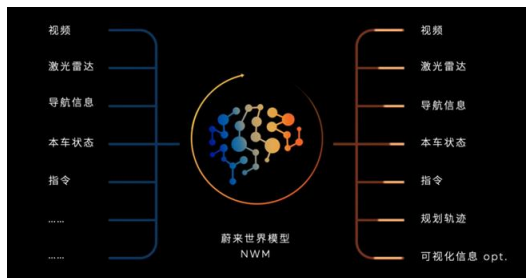 视频
激光雷达
导航信息
本车状态
指令
……
……
蔚来世界模型
NWM
视频
激光雷达
导航信息
本车状态
指令
规划轨迹
可视化信息 opt.